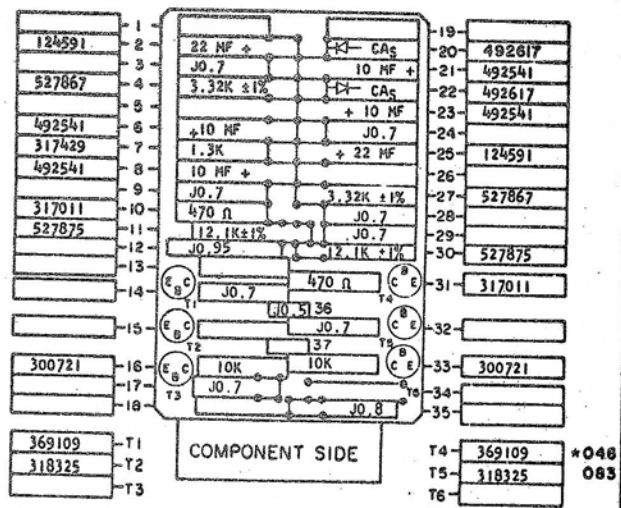 -1- -19-
124591 -2 22 MF + CAS -20- 492617
-3 J0.7 10 MF + -21- 492541
527867 -4 3.32K ±1% CAS -22- 492617
-5 + 10 MF -23- 492541
492541 -6 +10 MF J0.7 -24-
317429 -7 1.3K + 22 MF -25- 124591
492541 -8 10 MF + -26-
-9 J0.7 3.32K ±1% -27- 527867
317011 -10 470 Ω J0.7 -28-
527875 -11 12.1K±1% J0.7 -29-
-12 J0.95 12.1K ±1% -30- 527875
-13
-14 E B C T1 J0.7 470 Ω T4 C B E -31- 317011
J0.5 36
-15 E B C T2 J0.7 T5 C B E -32-
37
300721 -16 E B C T3 10K 10K C B E T6 -33- 300721
-17 J0.7 -34-
-18 J0.8 -35-
COMPONENT SIDE
369109 -T1 T4- 369109 *046
318325 -T2 T5- 318325 083
-T3 T6-